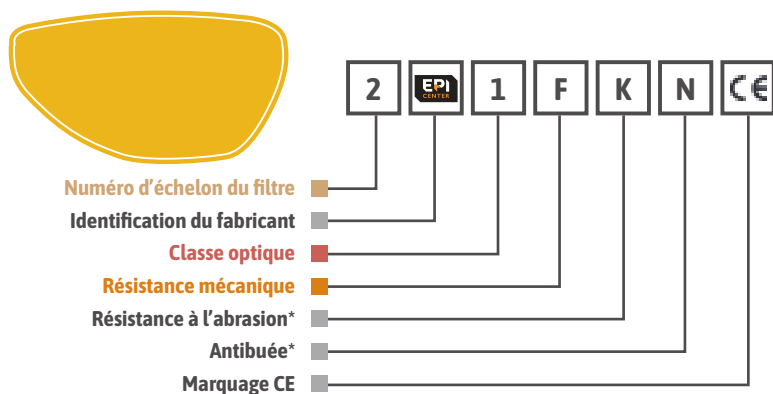 2 EPI CENTER 1 F K N CE
Numéro d'échelon du filtre
Identification du fabricant
Classe optique
Résistance mécanique
Résistance à l'abrasion*
Antibuée*
Marquage CE